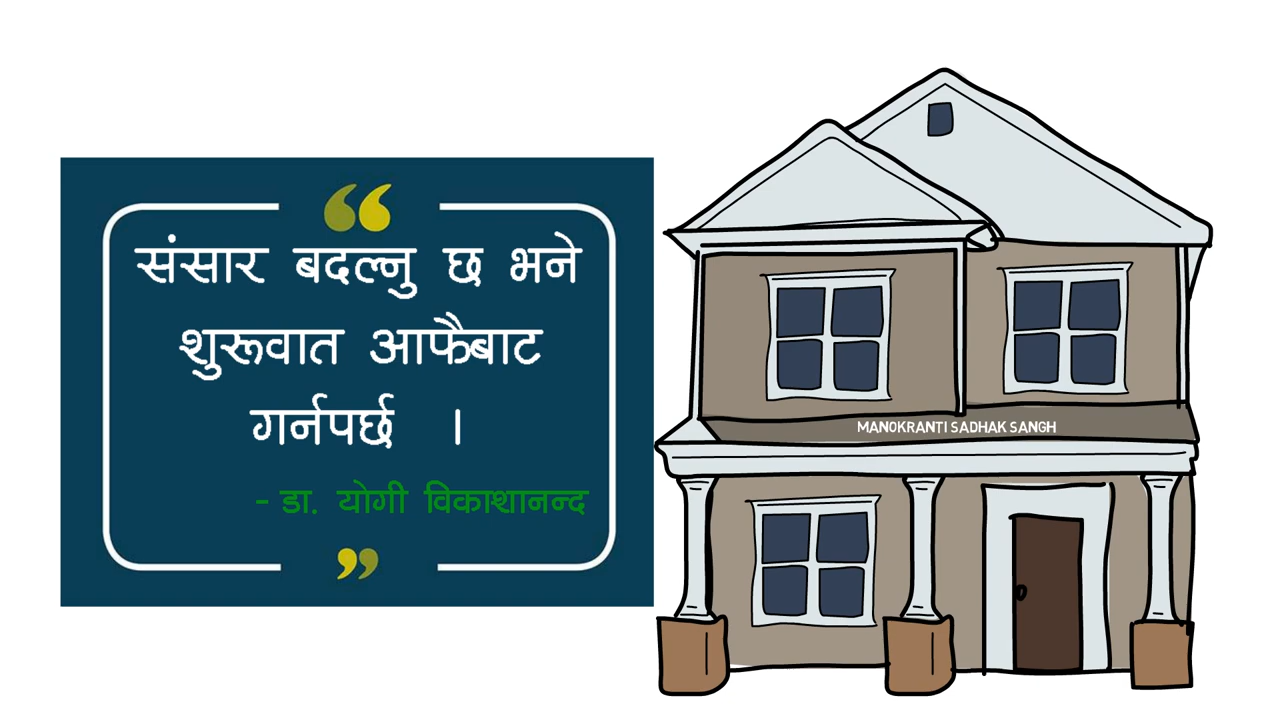 संसार बदल्नु छ भने
शुरूवात आफैबाट
गर्नपर्छ ।
- डा. योगी विकाशानन्द
MANOKRANTI SADHAK SANGH